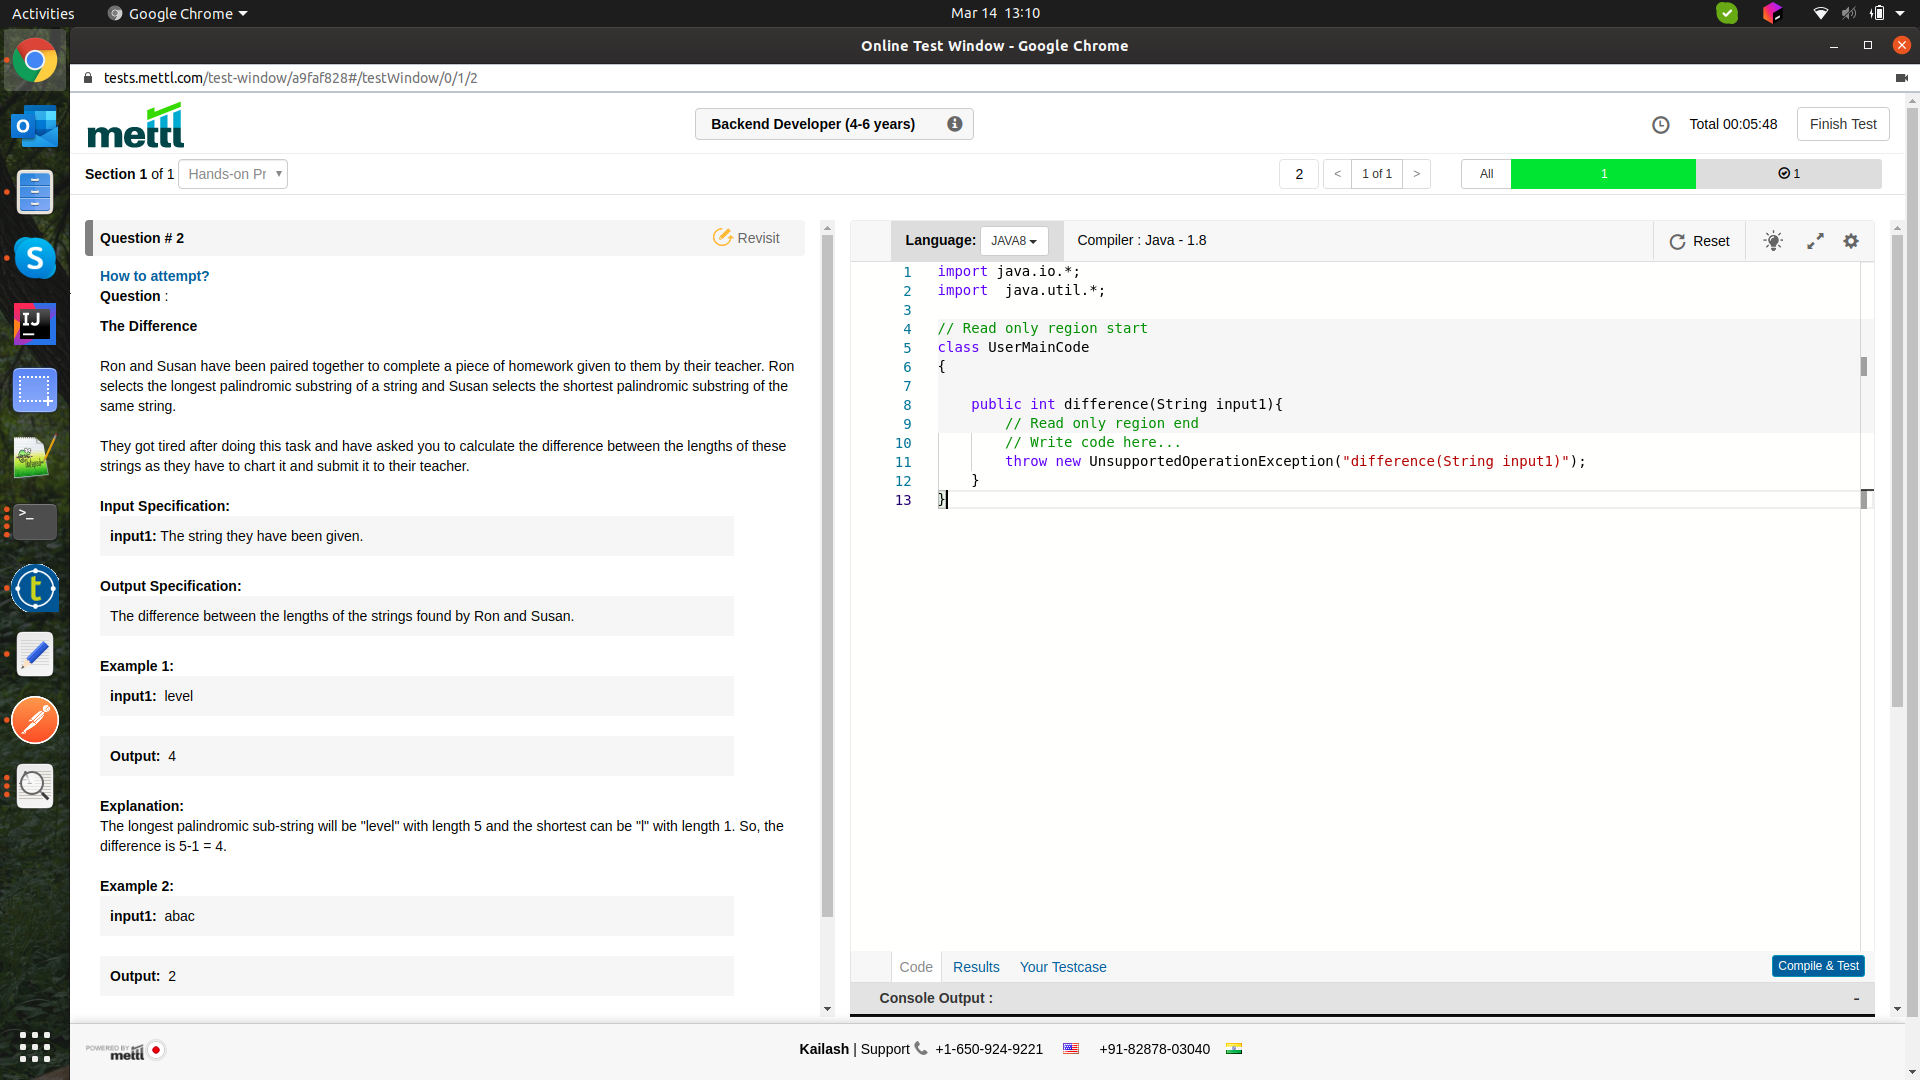 Activities
Google Chrome
Mar 14 13:10
Online Test Window - Google Chrome
tests.mettl.com/test-window/a9faf828#/testWindow/0/1/2
mettl
Backend Developer (4-6 years)
Total 00:05:48
Finish Test
Section 1 of 1
Hands-on Pr
2
<
1 of 1
>
All
1
1
Question # 2
Revisit
How to attempt?
Question :
The Difference
Ron and Susan have been paired together to complete a piece of homework given to them by their teacher. Ron
selects the longest palindromic substring of a string and Susan selects the shortest palindromic substring of the
same string.
They got tired after doing this task and have asked you to calculate the difference between the lengths of these
strings as they have to chart it and submit it to their teacher.
Input Specification:
input1: The string they have been given.
Output Specification:
The difference between the lengths of the strings found by Ron and Susan.
Example 1:
input1: level
Output: 4
Explanation:
The longest palindromic sub-string will be "level" with length 5 and the shortest can be "l" with length 1. So, the
difference is 5-1 = 4.
Example 2:
input1: abac
Output: 2
Language: JAVA8
Compiler : Java - 1.8
Reset
1 import java.io.*;
2 import  java.util.*;
3
4 // Read only region start
5 class UserMainCode
6 {
7
8     public int difference(String input1){
9         // Read only region end
10         // Write code here...
11         throw new UnsupportedOperationException("difference(String input1)");
12     }
13 }
Code
Results
Your Testcase
Compile & Test
Console Output :
-
POWERED BY mettl
Kailash | Support +1-650-924-9221
+91-82878-03040